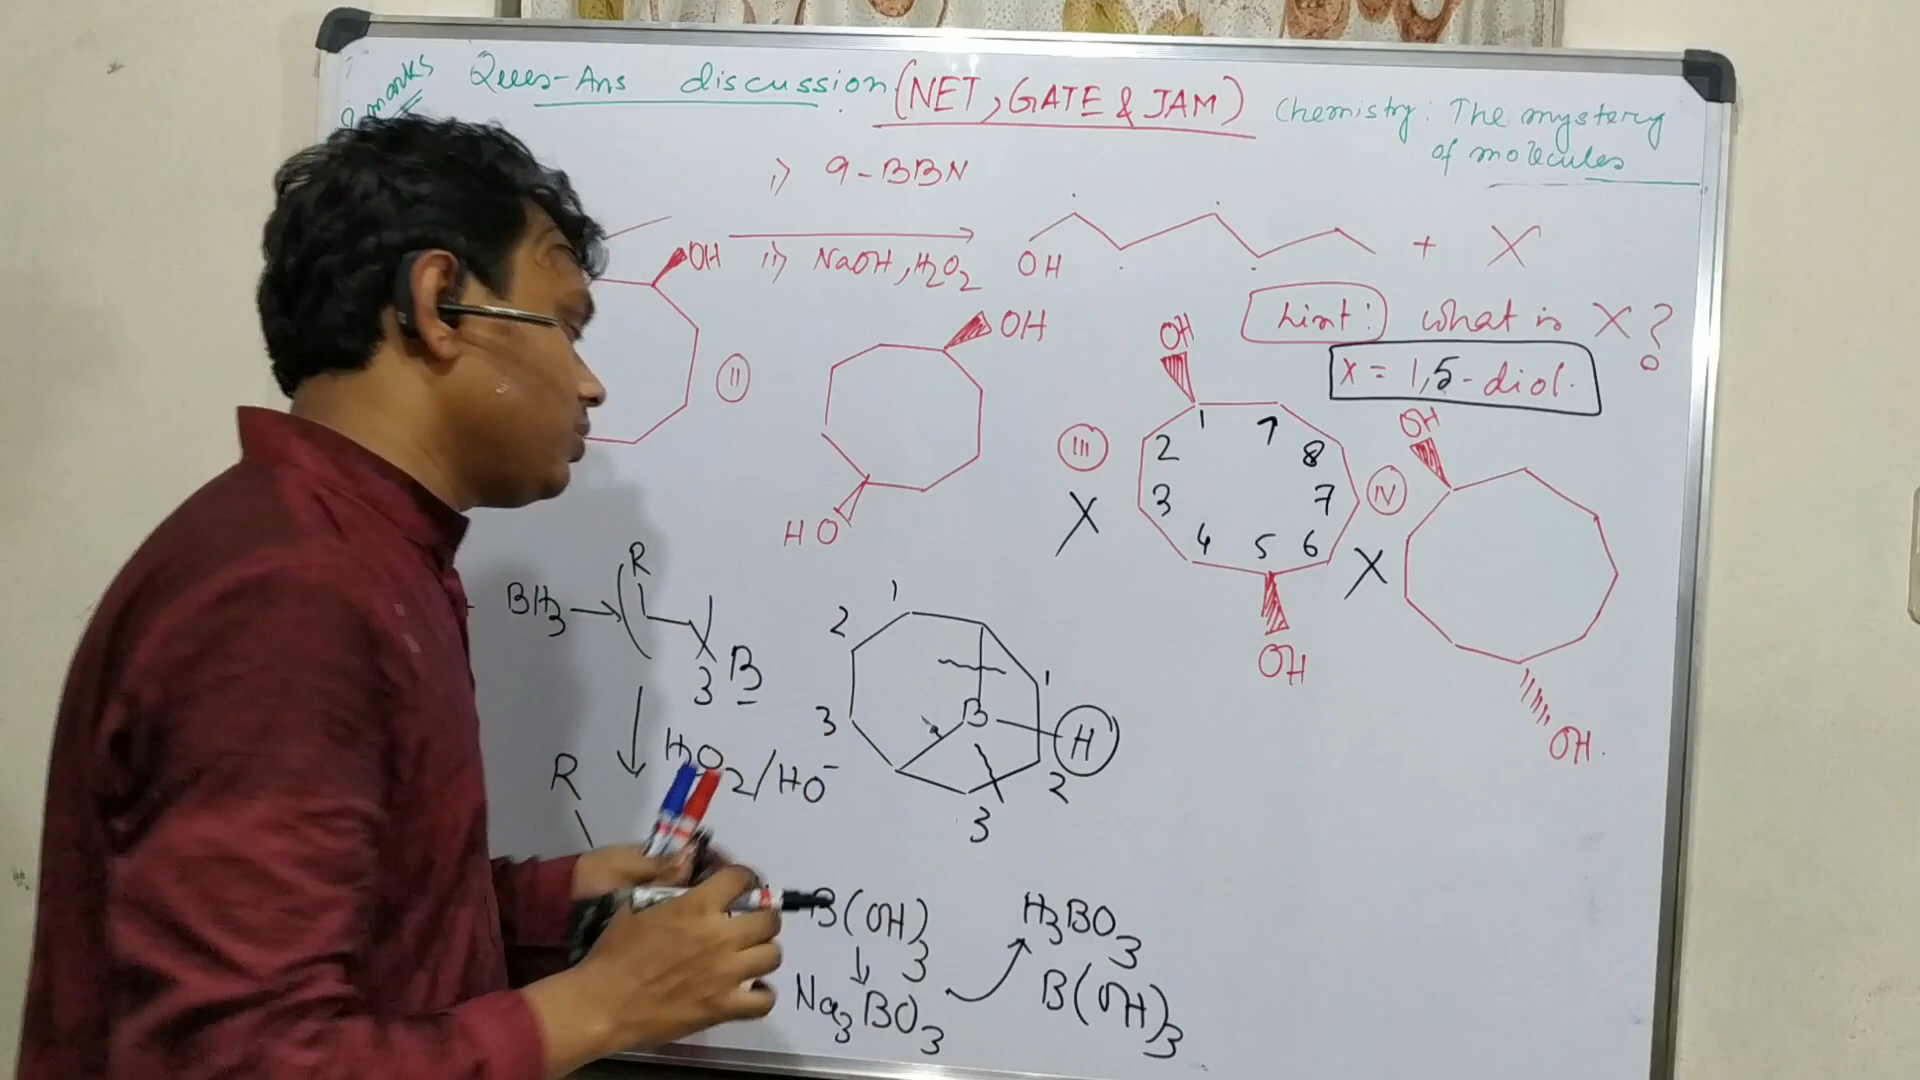 2 marks
Ques-Ans discussion (NET, GATE & JAM)
Chemistry: The mystery
of molecules
i) 9-BBN
ii) NaOH, H2O2
OH
+ X
hint: what is X?
X = 1,5-diol.
OH
II
OH
HO
III
X
OH
1
2
3
4
5
6
7
8
7
OH
IV
X
OH
OH.
BH3 → (
R
)3 B
H2O2/HO-
R
1
2
3
B
H
1
2
3
B(OH)3
↓
Na3BO3
H3BO3
B(OH)3